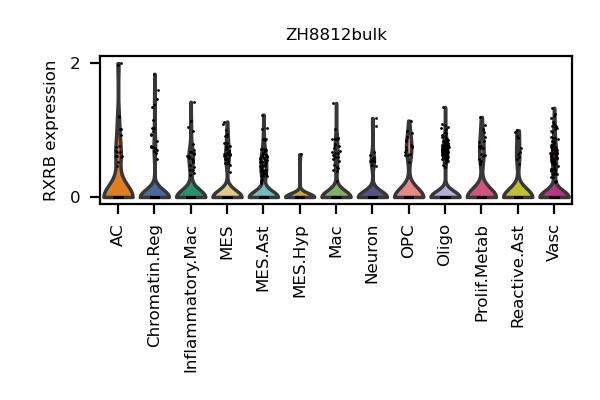 ZH8812bulk
RXRB expression
2
0
AC
Chromatin.Reg
Inflammatory.Mac
MES
MES.Ast
MES.Hyp
Mac
Neuron
OPC
Oligo
Prolif.Metab
Reactive.Ast
Vasc